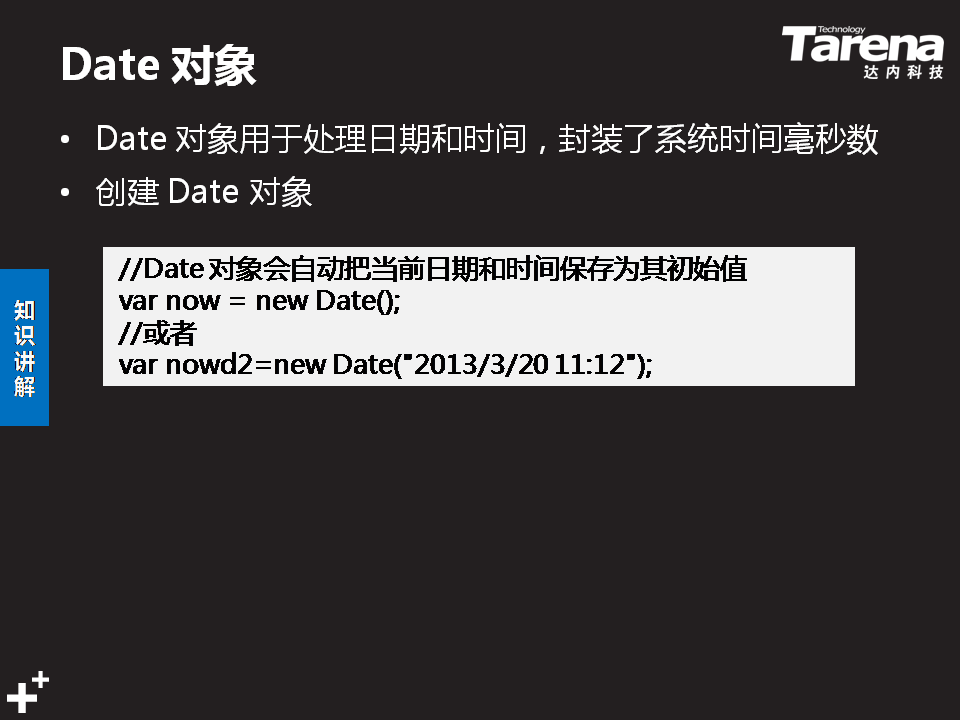 Date 对象
Technology
Tarena
达内科技
• Date 对象用于处理日期和时间，封装了系统时间毫秒数
• 创建 Date 对象
//Date 对象会自动把当前日期和时间保存为其初始值
var now = new Date();
//或者
var nowd2=new Date("2013/3/20 11:12");
知识讲解